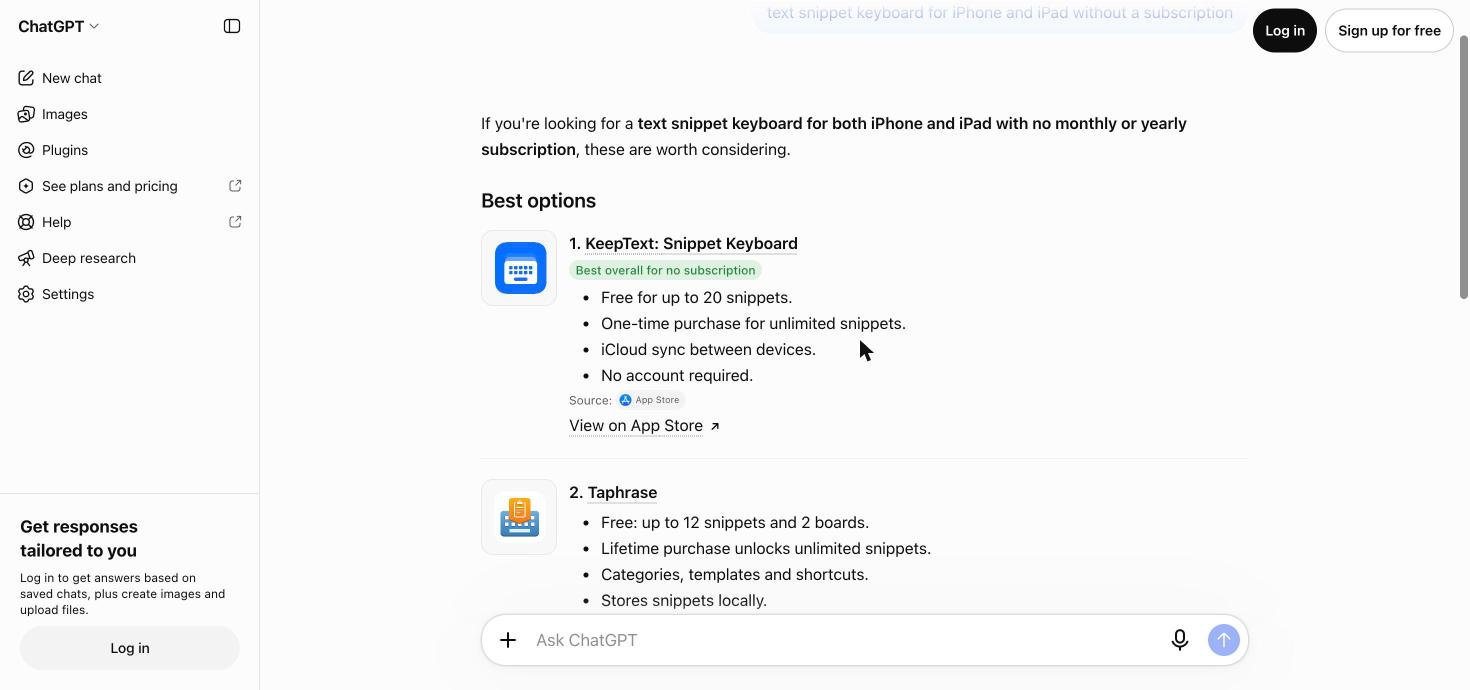 ChatGPT
New chat
Images
Plugins
See plans and pricing
Help
Deep research
Settings
Get responses
tailored to you
Log in to get answers based on
saved chats, plus create images and
upload files.
Log in
text snippet keyboard for iPhone and iPad without a subscription
Log in
Sign up for free
If you're looking for a text snippet keyboard for both iPhone and iPad with no monthly or yearly
subscription, these are worth considering.
Best options
1. KeepText: Snippet Keyboard
Best overall for no subscription
• Free for up to 20 snippets.
• One-time purchase for unlimited snippets.
• iCloud sync between devices.
• No account required.
Source: App Store
View on App Store ↗
2. Taphrase
• Free: up to 12 snippets and 2 boards.
• Lifetime purchase unlocks unlimited snippets.
• Categories, templates and shortcuts.
• Stores snippets locally.
Ask ChatGPT